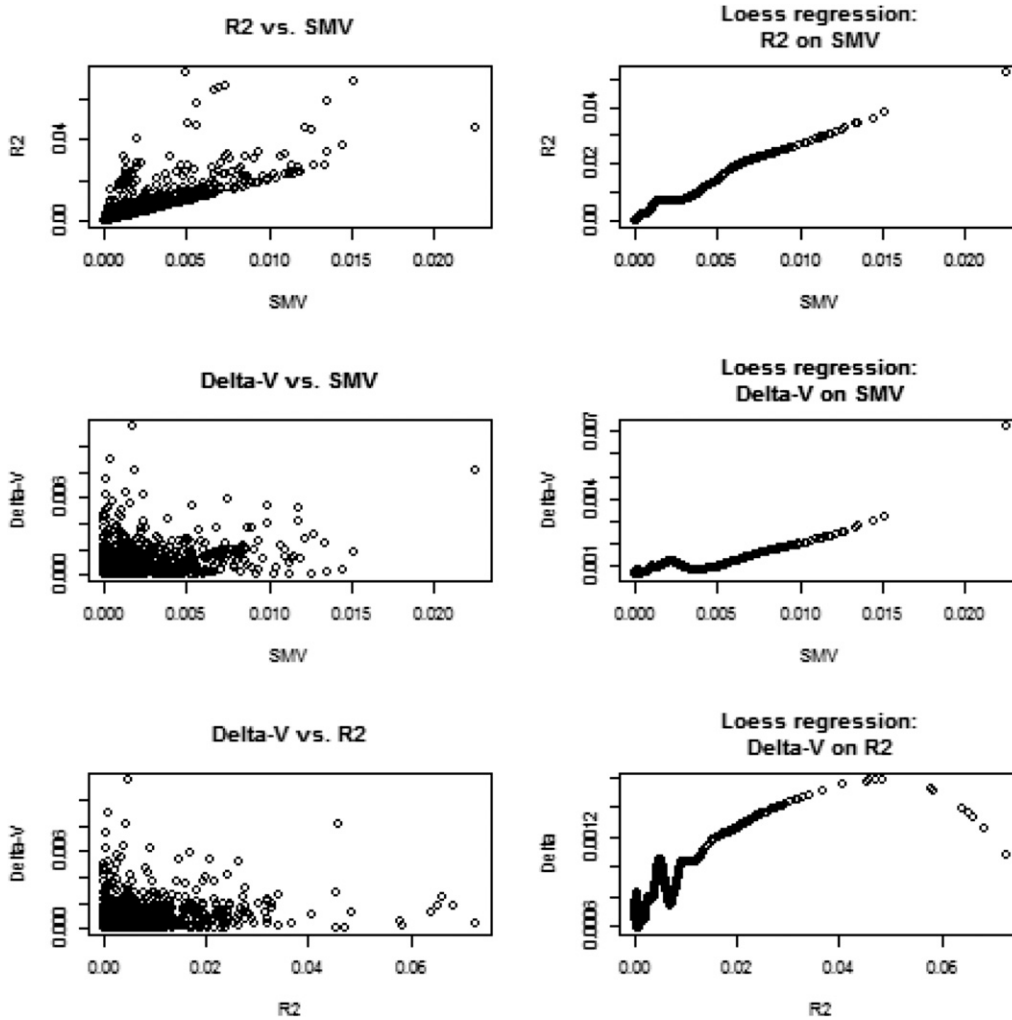 R2 vs. SMV
Loess regression:
R2 on SMV
R2
0.00 0.04
0.000 0.005 0.010 0.015 0.020
SMV
R2
0.00 0.02 0.04
0.000 0.005 0.010 0.015 0.020
SMV
Delta-V vs. SMV
Loess regression:
Delta-V on SMV
Delta-V
0.000 0.006
0.000 0.005 0.010 0.015 0.020
SMV
Delta-V
0.001 0.004 0.007
0.000 0.005 0.010 0.015 0.020
SMV
Delta-V vs. R2
Loess regression:
Delta-V on R2
Delta-V
0.000 0.006
0.00 0.02 0.04 0.06
R2
Delta
0.0006 0.0012
0.00 0.02 0.04 0.06
R2